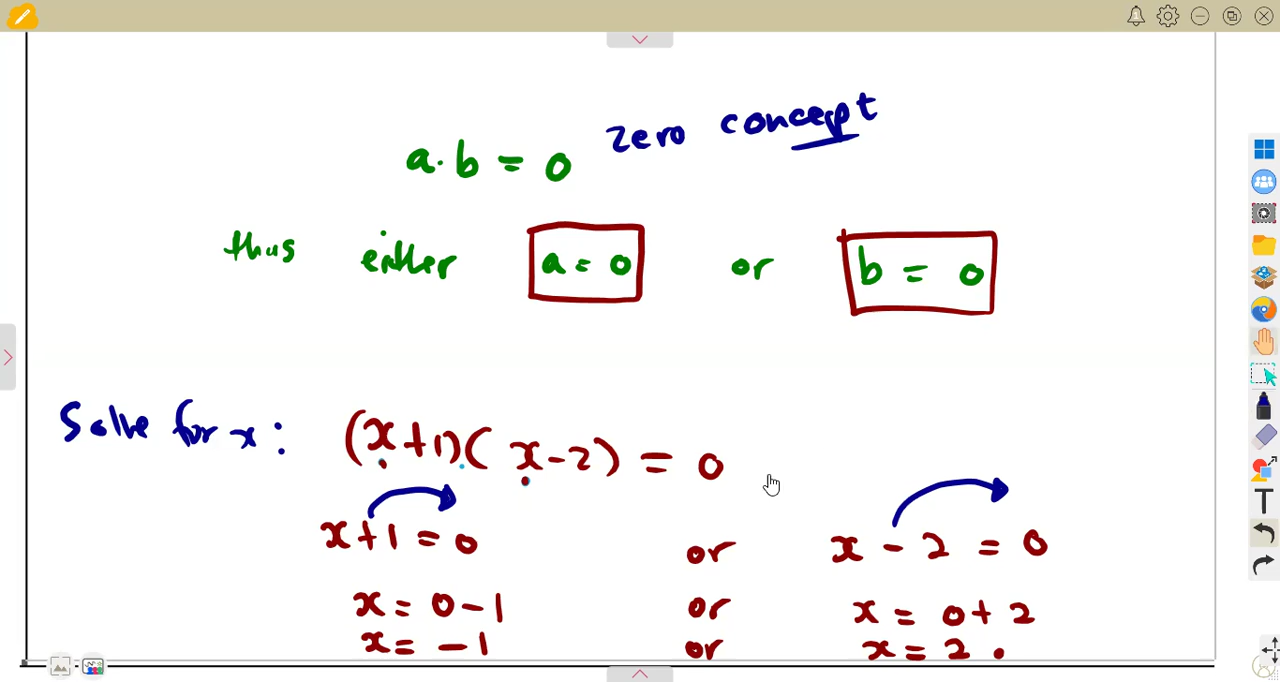 zero concept
a·b = 0
thus either a = 0 or b = 0
Solve for x: (x+1)(x-2) = 0
x+1 = 0 or x - 2 = 0
x = 0-1 or x = 0+2
x = -1 or x = 2.
T